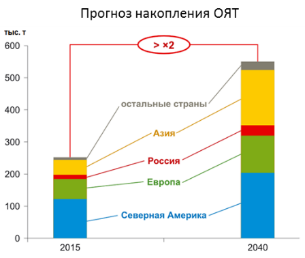 Прогноз накопления ОЯТ
тыс. т
600
> ×2
500
остальные страны
400
Азия
300
Россия
200
Европа
100
Северная Америка
0
2015
2040